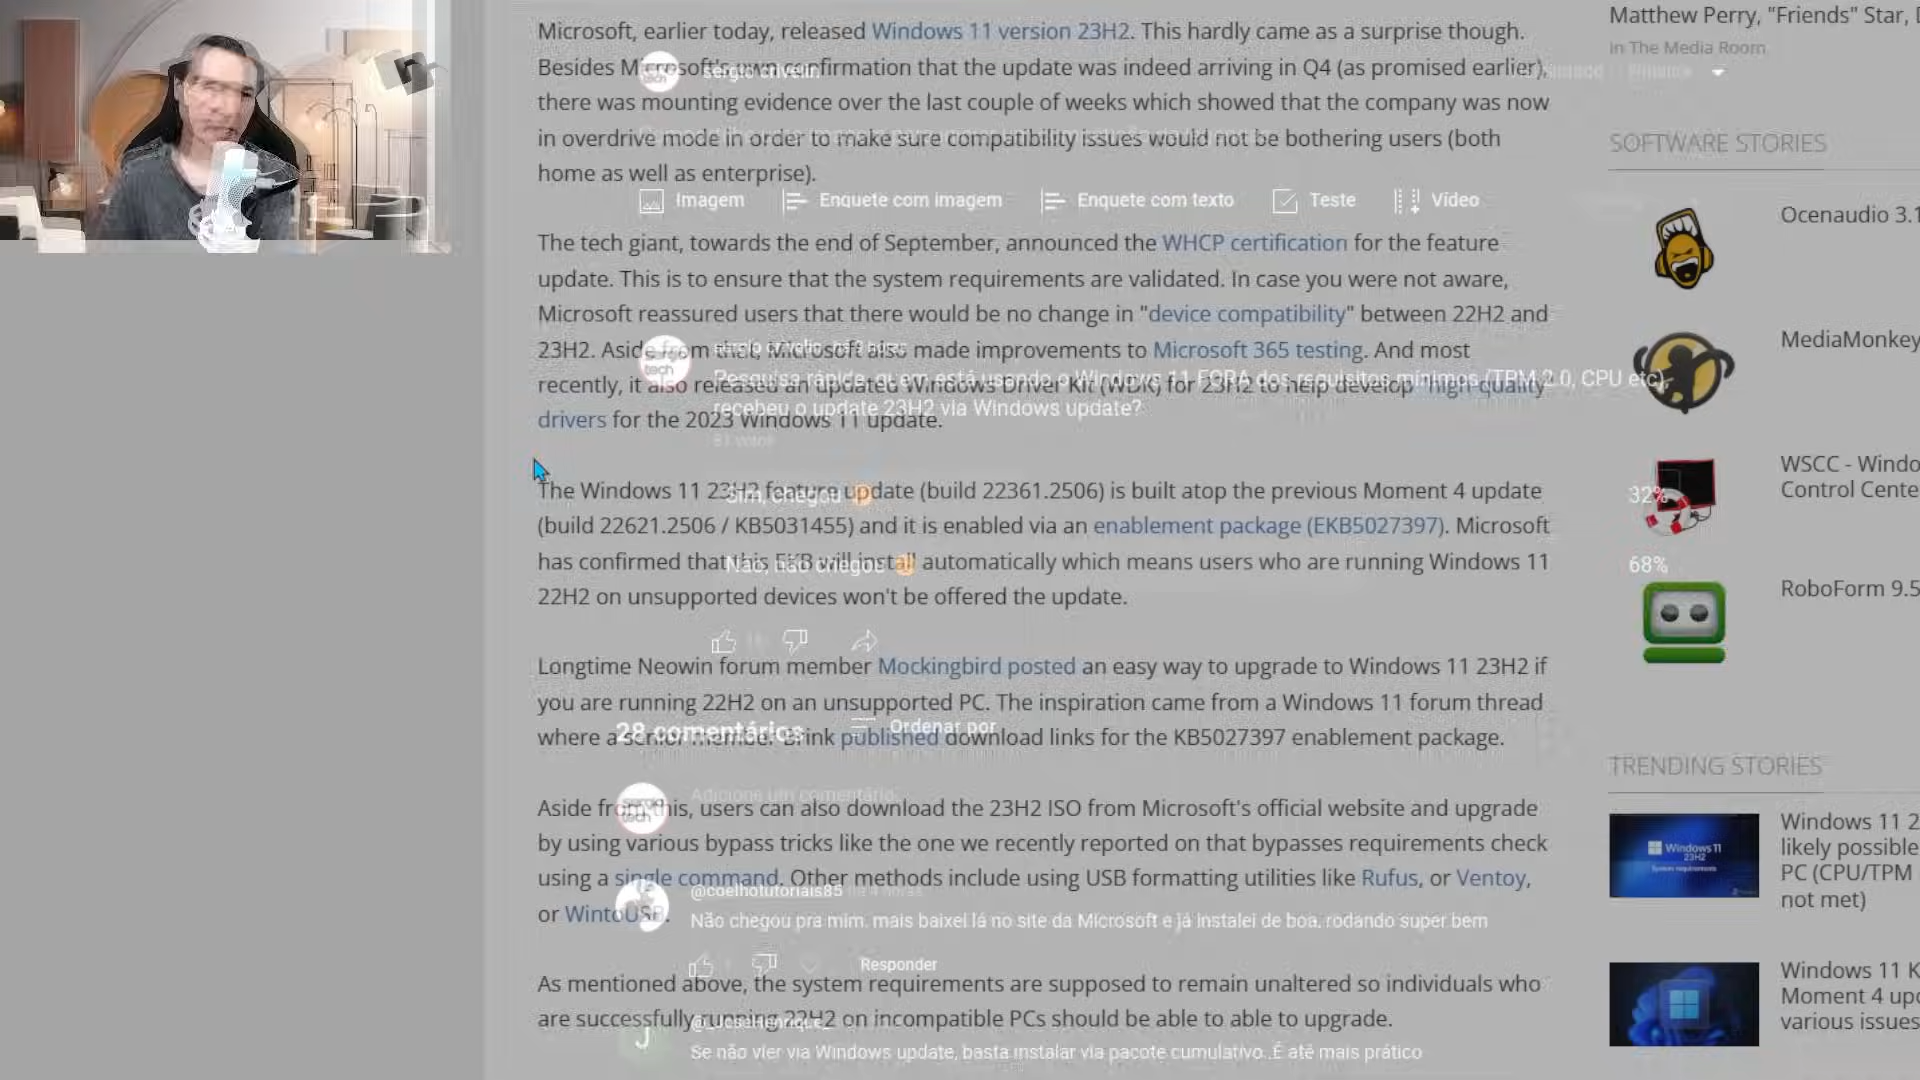 Microsoft, earlier today, released Windows 11 version 23H2. This hardly came as a surprise though.
Besides Microsoft's own confirmation that the update was indeed arriving in Q4 (as promised earlier),
there was mounting evidence over the last couple of weeks which showed that the company was now
in overdrive mode in order to make sure compatibility issues would not be bothering users (both
home as well as enterprise).
The tech giant, towards the end of September, announced the WHCP certification for the feature
update. This is to ensure that the system requirements are validated. In case you were not aware,
Microsoft reassured users that there would be no change in "device compatibility" between 22H2 and
23H2. Aside from that, Microsoft also made improvements to Microsoft 365 testing. And most
recently, it also released an updated Windows Driver Kit (WDK) for 23H2 to help develop "high-quality
drivers for the 2023 Windows 11 update.
The Windows 11 23H2 feature update (build 22361.2506) is built atop the previous Moment 4 update
(build 22621.2506 / KB5031455) and it is enabled via an enablement package (EKB5027397). Microsoft
has confirmed that this EKB will install automatically which means users who are running Windows 11
22H2 on unsupported devices won't be offered the update.
Longtime Neowin forum member Mockingbird posted an easy way to upgrade to Windows 11 23H2 if
you are running 22H2 on an unsupported PC. The inspiration came from a Windows 11 forum thread
where a senior member Brink published download links for the KB5027397 enablement package.
Aside from this, users can also download the 23H2 ISO from Microsoft's official website and upgrade
by using various bypass tricks like the one we recently reported on that bypasses requirements check
using a single command. Other methods include using USB formatting utilities like Rufus, or Ventoy,
or WintoUSB.
As mentioned above, the system requirements are supposed to remain unaltered so individuals who
are successfully running 22H2 on incompatible PCs should be able to able to upgrade.
sergio crivelin
Imagem
Enquete com imagem
Enquete com texto
Teste
Vídeo
Pesquisa rápida, quem está usando o Windows 11 FORA dos requisitos mínimos (TPM 2.0, CPU etc),
recebeu o update 23H2 via Windows update?
81 votos
Sim, chegou
32%
Não, não chegou
68%
28 comentários
Ordenar por
Adicione um comentário
@coelhotutoriais85 há 4 horas
Não chegou pra mim. mais baixei lá no site da Microsoft e já instalei de boa, rodando super bem
Responder
J
@_JoseHenrique_
Se não vier via Windows update, basta instalar via pacote cumulativo..É até mais prático
Matthew Perry, "Friends" Star,
in The Media Room
SOFTWARE STORIES
Ocenaudio 3.1
MediaMonkey
WSCC - Windo
Control Cente
RoboForm 9.5
TRENDING STORIES
Windows 11
23H2
System requirements
Windows 11 2
likely possible
PC (CPU/TPM
not met)
Windows 11 K
Moment 4 upd
various issues